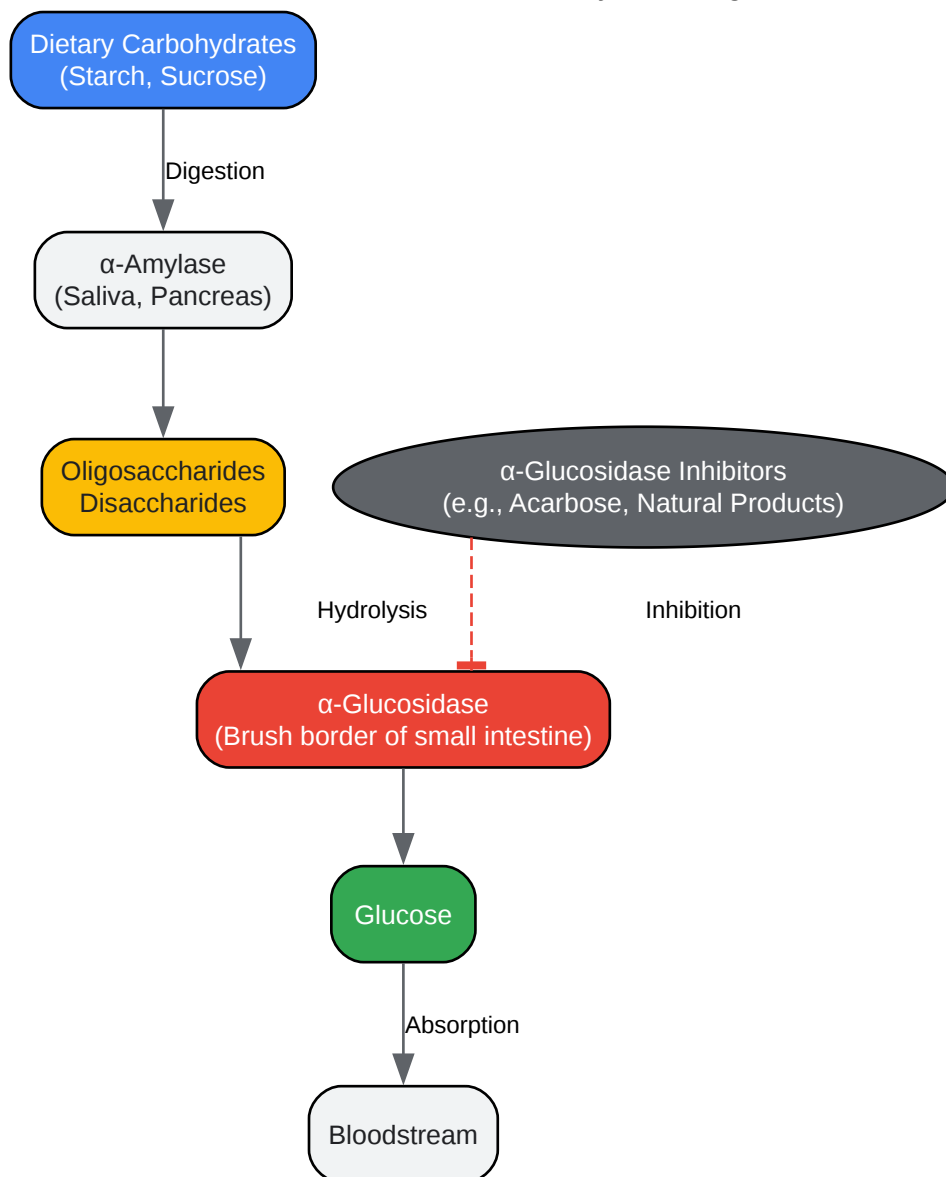 Dietary Carbohydrates
(Starch, Sucrose)
Digestion
α-Amylase
(Saliva, Pancreas)
Oligosaccharides
Disaccharides
α-Glucosidase Inhibitors
(e.g., Acarbose, Natural Products)
Hydrolysis
Inhibition
α-Glucosidase
(Brush border of small intestine)
Glucose
Absorption
Bloodstream